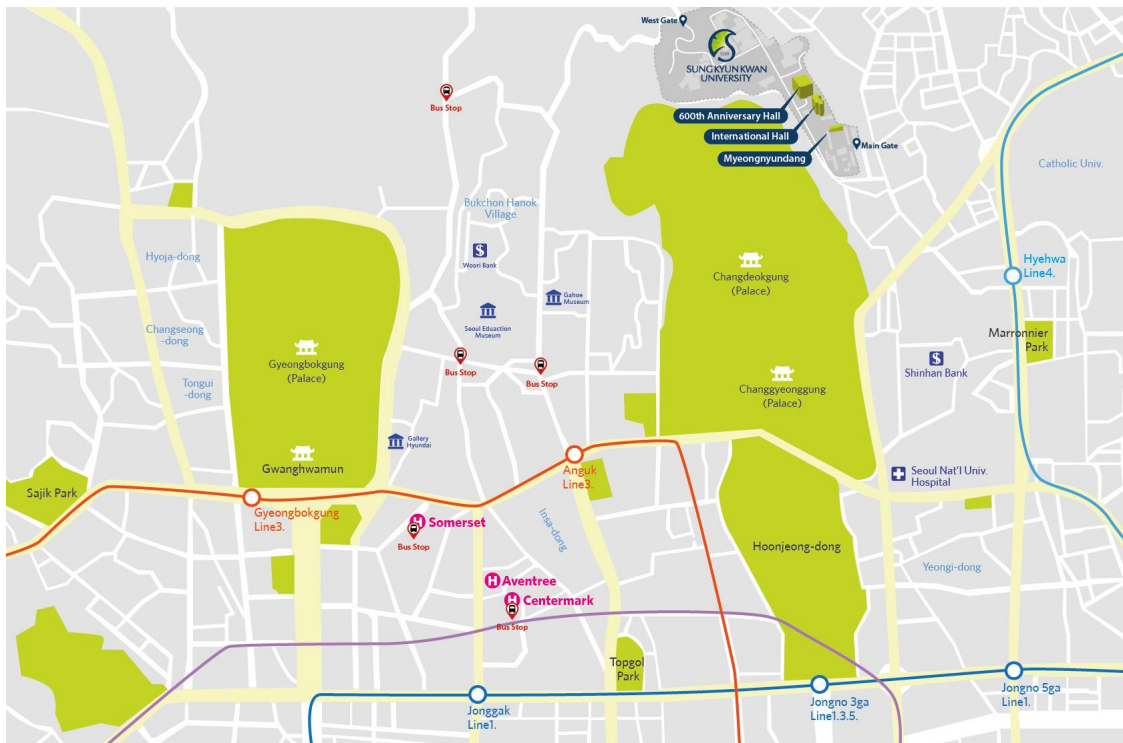 West Gate
SUNGKYUNKWAN
UNIVERSITY
Bus Stop
600th Anniversary Hall
International Hall
Myeongnyundang
Main Gate
Catholic Univ.
Bukchon Hanok
Village
Hyoja-dong
Woori Bank
Changdeokgung
(Palace)
Hyehwa
Line4.
Gahoe
Museum
Seoul Eduaction
Museum
Changseong
-dong
Marronnier
Park
Gyeongbokgung
(Palace)
Bus Stop
Bus Stop
Changgyeonggung
(Palace)
Shinhan Bank
Tongui
-dong
Gallery
Hyundai
Gwanghwamun
Anguk
Line3.
Seoul Nat'l Univ.
Hospital
Sajik Park
Gyeongbokgung
Line3.
H Somerset
Bus Stop
Insa-dong
Hoonjeong-dong
Yeongi-dong
H Aventree
H Centermark
Bus Stop
Topgol
Park
Jonggak
Line1.
Jongno 3ga
Line1.3.5.
Jongno 5ga
Line1.